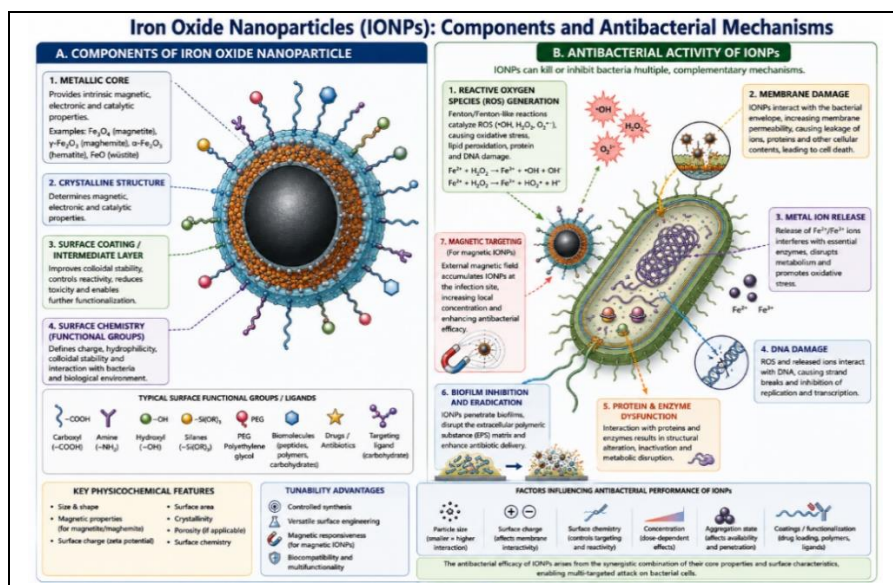 Iron Oxide Nanoparticles (IONPs): Components and Antibacterial Mechanisms
A. COMPONENTS OF IRON OXIDE NANOPARTICLE
1. METALLIC CORE
Provides intrinsic magnetic,
electronic and catalytic
properties.
Examples: Fe₃O₄ (magnetite),
γ-Fe₂O₃ (maghemite), α-Fe₂O₃
(hematite), FeO (wüstite)
2. CRYSTALLINE STRUCTURE
Determines magnetic,
electronic and catalytic
properties.
3. SURFACE COATING /
INTERMEDIATE LAYER
Improves colloidal stability,
controls reactivity, reduces
toxicity and enables
further functionalization.
4. SURFACE CHEMISTRY
(FUNCTIONAL GROUPS)
Defines charge, hydrophilicity,
colloidal stability and
interaction with bacteria
and biological environment.
TYPICAL SURFACE FUNCTIONAL GROUPS / LIGANDS
–COOH
Carboxyl
(–COOH)
Amine
(–NH₂)
–OH
Hydroxyl
(–OH)
–Si(OR)₃
Silanes
(–Si(OR)₃)
PEG
PEG
Polyethylene
glycol
Biomolecules
(peptides,
polymers,
carbohydrates)
Drugs /
Antibiotics
Targeting
ligand
(carbohydrate)
KEY PHYSICOCHEMICAL FEATURES
• Size & shape
• Magnetic properties
(for magnetite/maghemite)
• Surface charge (zeta potential)
• Surface area
• Crystallinity
• Porosity (if applicable)
• Surface chemistry
TUNABILITY ADVANTAGES
Controlled synthesis
Versatile surface engineering
Magnetic responsiveness
(for magnetic IONPs)
Biocompatibility and
multifunctionality
B. ANTIBACTERIAL ACTIVITY OF IONPs
IONPs can kill or inhibit bacteria multiple, complementary mechanisms.
1. REACTIVE OXYGEN
SPECIES (ROS) GENERATION
Fenton/Fenton-like reactions
catalyze ROS (•OH, H₂O₂, O₂•⁻),
causing oxidative stress,
lipid peroxidation, protein
and DNA damage.
Fe²⁺ + H₂O₂ → Fe³⁺ + •OH + OH⁻
Fe³⁺ + H₂O₂ → Fe²⁺ + HO₂• + H⁺
•OH
H₂O₂
2. MEMBRANE DAMAGE
IONPs interact with the bacterial
envelope, increasing membrane
permeability, causing leakage of
ions, proteins and other cellular
contents, leading to cell death.
3. METAL ION RELEASE
Release of Fe²⁺/Fe³⁺ ions
interferes with essential
enzymes, disrupts
metabolism and
promotes oxidative
stress.
Fe²⁺ Fe³⁺
4. DNA DAMAGE
ROS and released ions interact
with DNA, causing strand
breaks and inhibition of
replication and transcription.
5. PROTEIN & ENZYME
DYSFUNCTION
Interaction with proteins and
enzymes results in structural
alteration, inactivation and
metabolic disruption.
6. BIOFILM INHIBITION
AND ERADICATION
IONPs penetrate biofilms,
disrupt the extracellular polymeric
substance (EPS) matrix and
enhance antibiotic delivery.
7. MAGNETIC TARGETING
(For magnetic IONPs)
External magnetic field
accumulates IONPs at
the infection site,
increasing local
concentration and
enhancing antibacterial
efficacy.
FACTORS INFLUENCING ANTIBACTERIAL PERFORMANCE OF IONPs
Particle size
(smaller = higher
interaction)
Surface charge
(affects membrane
interactivity)
Surface chemistry
(controls targeting
and reactivity)
Concentration
(dose-dependent
effects)
Aggregation state
(affects availability
and penetration)
Coatings / functionalization
(drug loading, polymers,
ligands)
The antibacterial efficacy of IONPs arises from the synergistic combination of their core properties and surface characteristics,
enabling multi-targeted attack on bacterial cells.